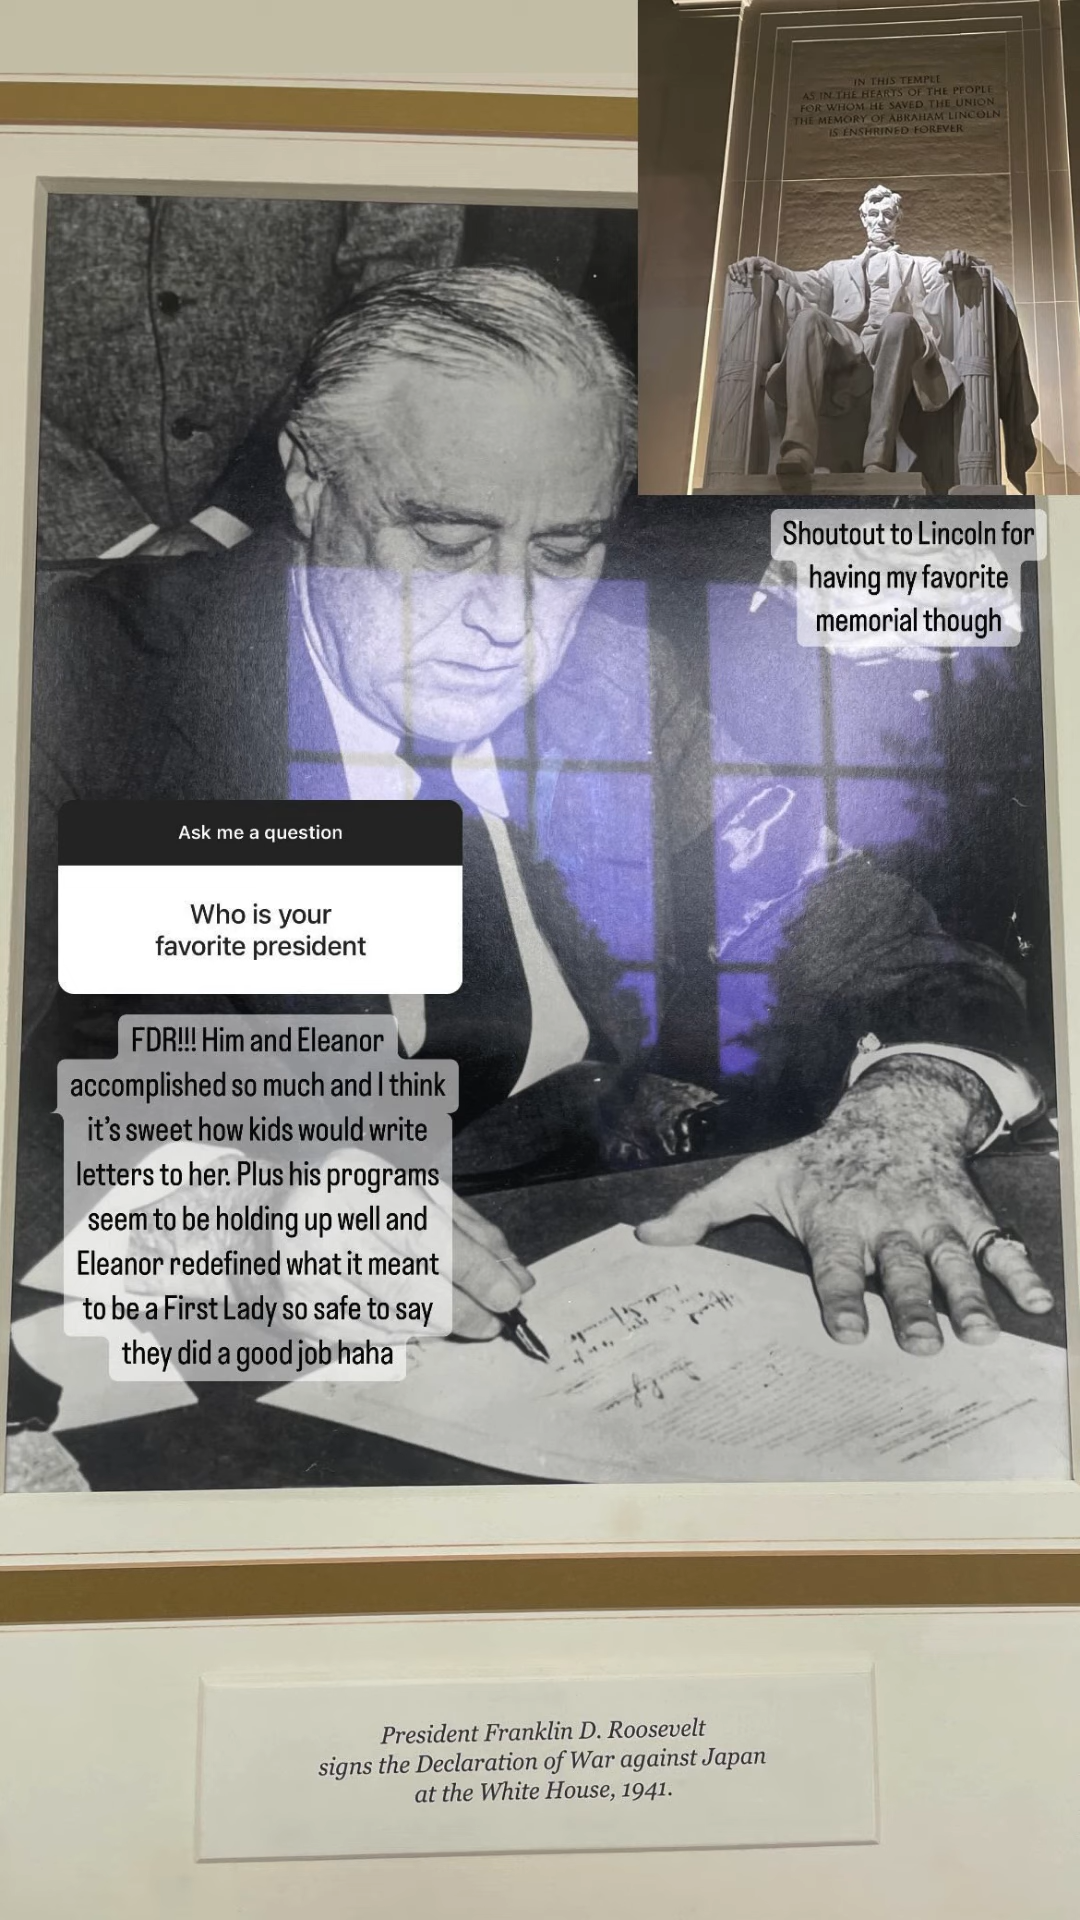 IN THIS TEMPLE
AS IN THE HEARTS OF THE PEOPLE
FOR WHOM HE SAVED THE UNION
THE MEMORY OF ABRAHAM LINCOLN
IS ENSHRINED FOREVER
Shoutout to Lincoln for
having my favorite
memorial though
Ask me a question
Who is your
favorite president
FDR!!! Him and Eleanor
accomplished so much and I think
it's sweet how kids would write
letters to her. Plus his programs
seem to be holding up well and
Eleanor redefined what it meant
to be a First Lady so safe to say
they did a good job haha
President Franklin D. Roosevelt
signs the Declaration of War against Japan
at the White House, 1941.